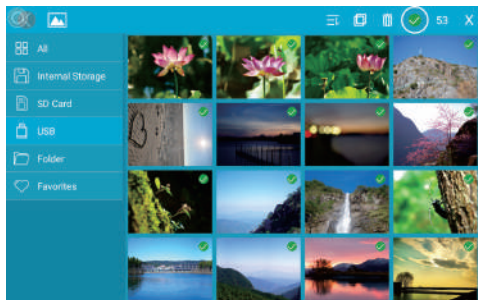 53 X
All
Internal Storage
SD Card
USB
Folder
Favorites